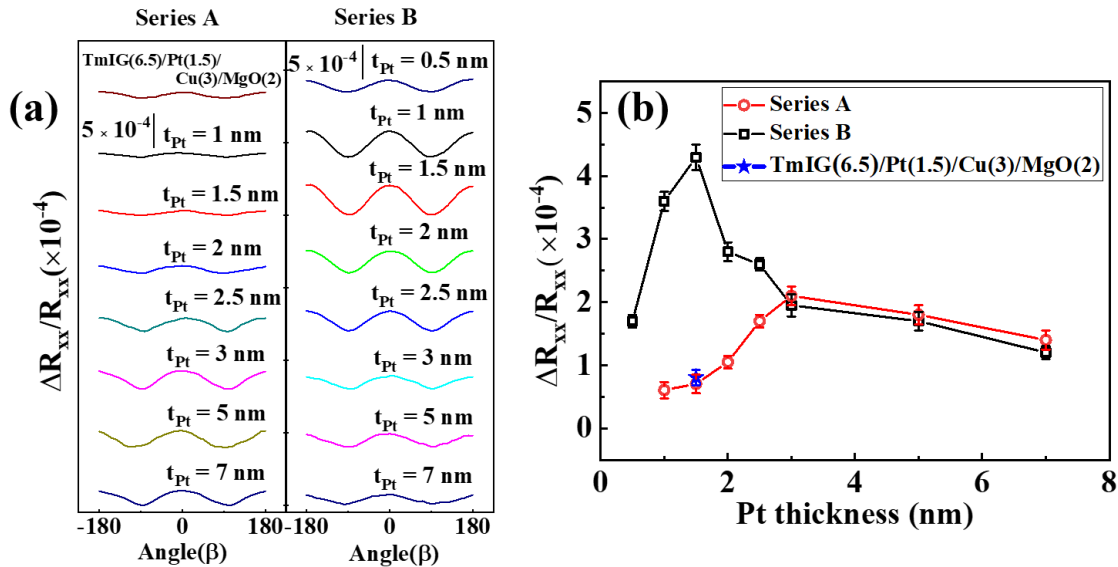 Series A
Series B
(a)
TmIG(6.5)/Pt(1.5)/
Cu(3)/MgO(2)
5 × 10⁻⁴
t_Pt = 1 nm
t_Pt = 1.5 nm
t_Pt = 2 nm
t_Pt = 2.5 nm
t_Pt = 3 nm
t_Pt = 5 nm
t_Pt = 7 nm
5 × 10⁻⁴
t_Pt = 0.5 nm
t_Pt = 1 nm
t_Pt = 1.5 nm
t_Pt = 2 nm
t_Pt = 2.5 nm
t_Pt = 3 nm
t_Pt = 5 nm
t_Pt = 7 nm
ΔR_xx/R_xx(×10⁻⁴)
-180 0 180
-180 0 180
Angle(β)
Angle(β)
(b)
Series A
Series B
TmIG(6.5)/Pt(1.5)/Cu(3)/MgO(2)
ΔR_xx/R_xx(×10⁻⁴)
5
4
3
2
1
0
0 2 4 6 8
Pt thickness (nm)